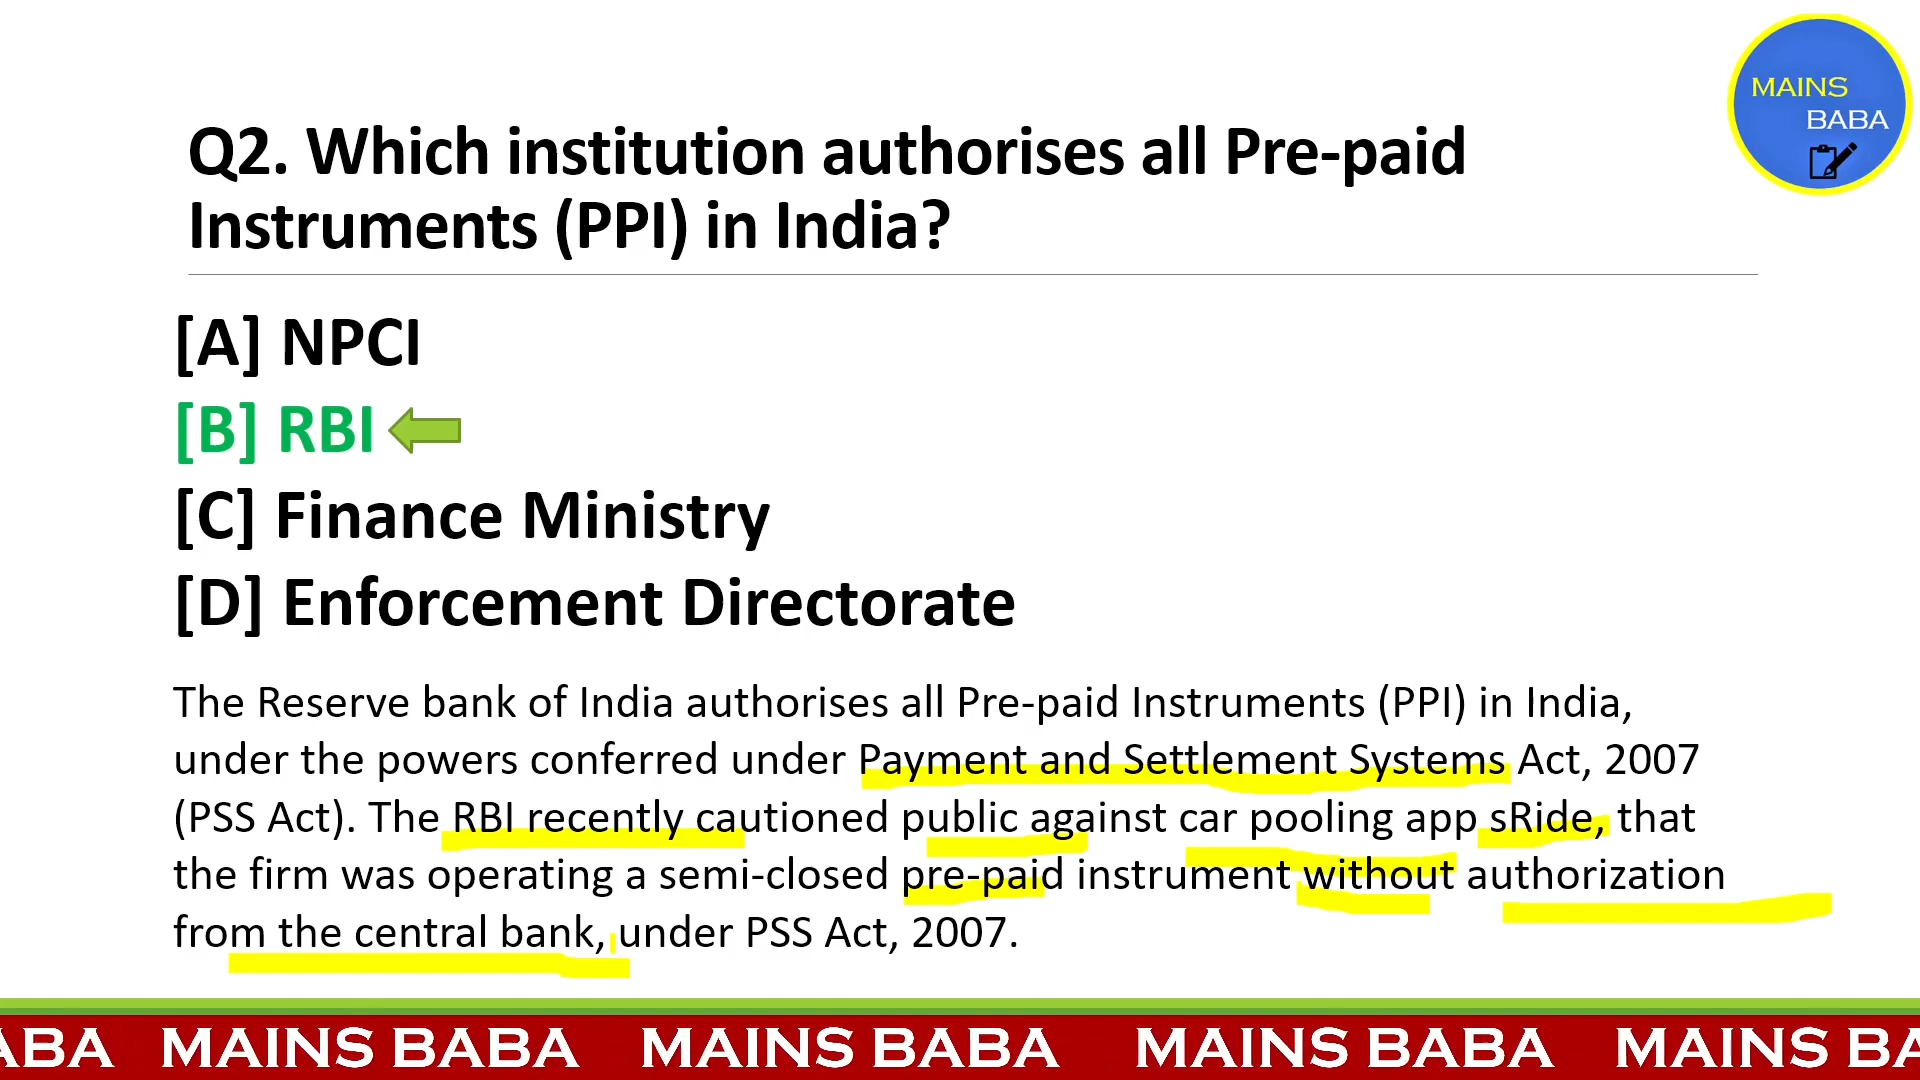 MAINS
BABA
Q2. Which institution authorises all Pre-paid
Instruments (PPI) in India?
[A] NPCI
[B] RBI
[C] Finance Ministry
[D] Enforcement Directorate
The Reserve bank of India authorises all Pre-paid Instruments (PPI) in India,
under the powers conferred under Payment and Settlement Systems Act, 2007
(PSS Act). The RBI recently cautioned public against car pooling app sRide, that
the firm was operating a semi-closed pre-paid instrument without authorization
from the central bank, under PSS Act, 2007.
ABA MAINS BABA MAINS BABA MAINS BABA MAINS BA